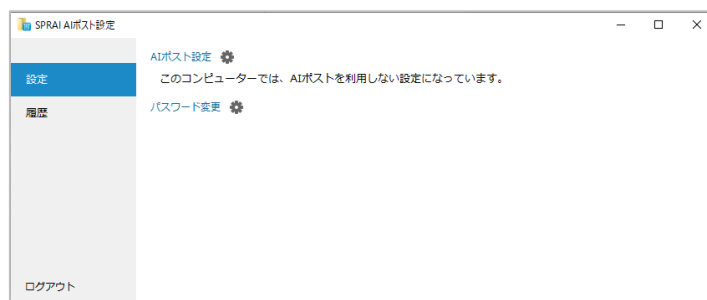 SPRAI AIポスト設定
設定
履歴
ログアウト
AIポスト設定
このコンピューターでは、AIポストを利用しない設定になっています。
パスワード変更